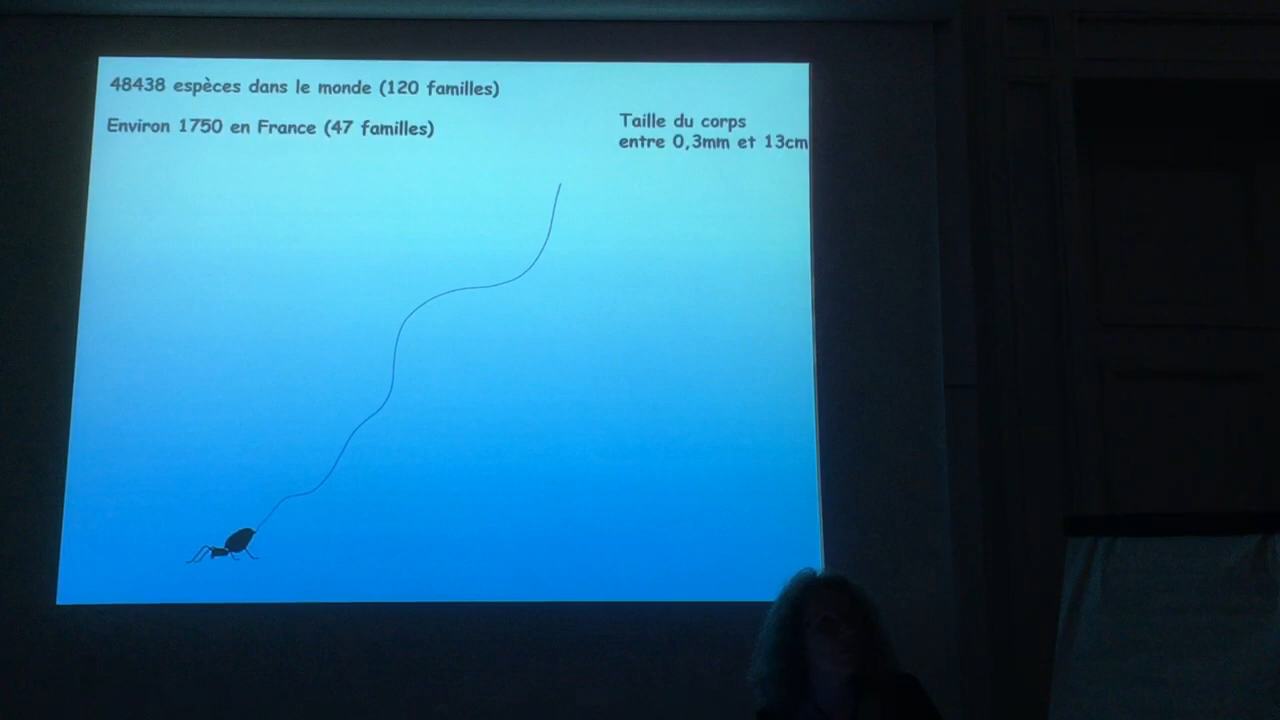 48438 espèces dans le monde (120 familles)
Environ 1750 en France (47 familles)
Taille du corps
entre 0,3mm et 13cm